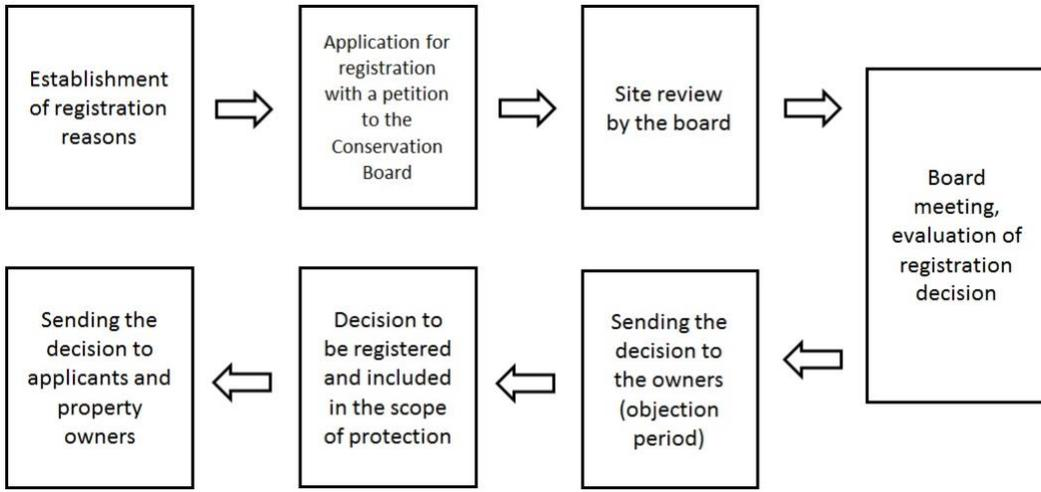 Establishment
of registration
reasons
Application for
registration
with a petition
to the
Conservation
Board
Site review
by the board
Board
meeting,
evaluation of
registration
decision
Sending the
decision to
the owners
(objection
period)
Decision to
be registered
and included
in the scope
of protection
Sending the
decision to
applicants and
property
owners